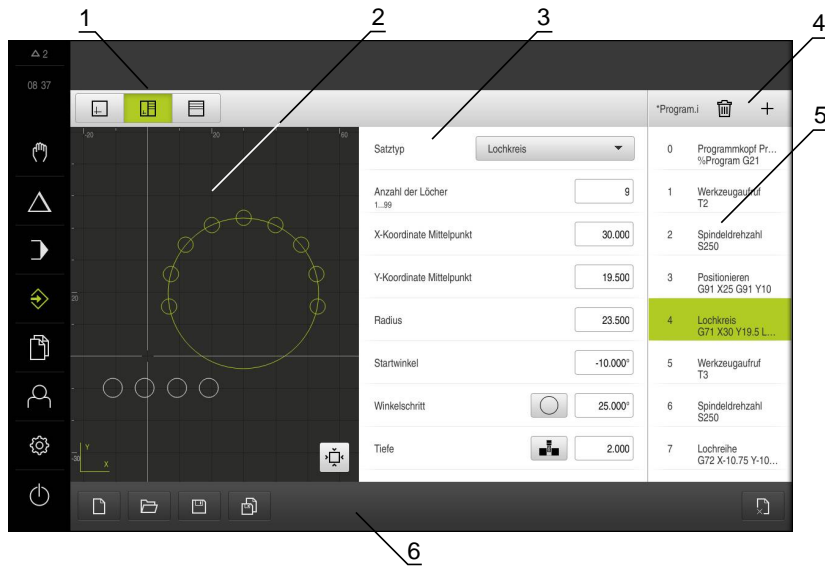 1
2
3
4
5
6
2
08 37
*Program.i
-20
20
60
20
-30
Y
X
Satztyp
Lochkreis
Anzahl der Löcher
1...99
9
X-Koordinate Mittelpunkt
30.000
Y-Koordinate Mittelpunkt
19.500
Radius
23.500
Startwinkel
-10.000°
Winkelschritt
25.000°
Tiefe
2.000
0 Programmkopf Pr...
%Program G21
1 Werkzeugaufruf
T2
2 Spindeldrehzahl
S250
3 Positionieren
G91 X25 G91 Y10
4 Lochkreis
G71 X30 Y19.5 L...
5 Werkzeugaufruf
T3
6 Spindeldrehzahl
S250
7 Lochreihe
G72 X-10.75 Y-10...